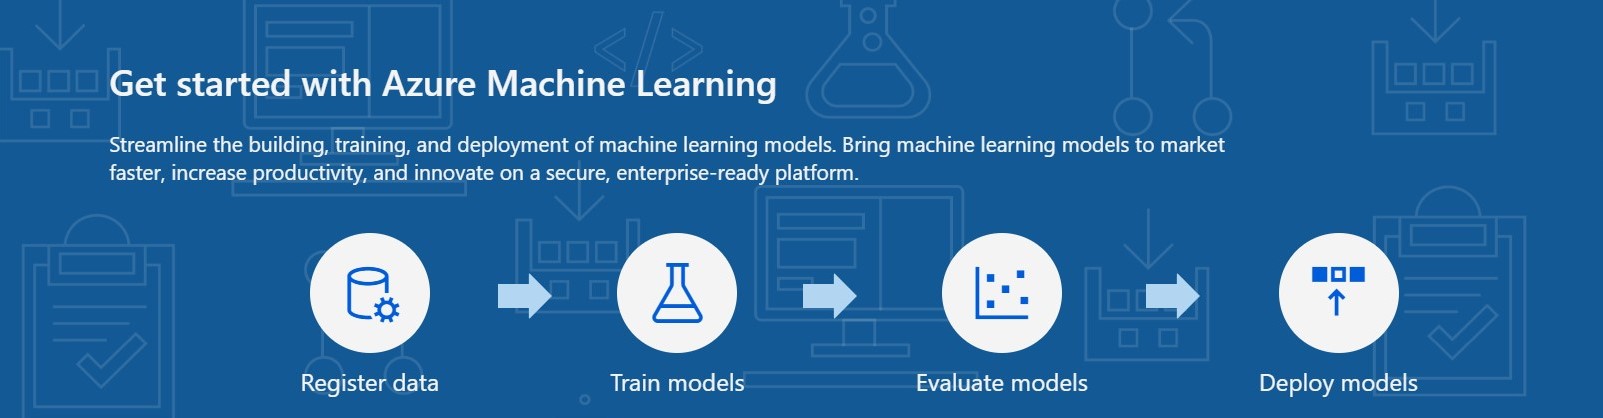 Get started with Azure Machine Learning
Streamline the building, training, and deployment of machine learning models. Bring machine learning models to market
faster, increase productivity, and innovate on a secure, enterprise-ready platform.
Register data
Train models
Evaluate models
Deploy models